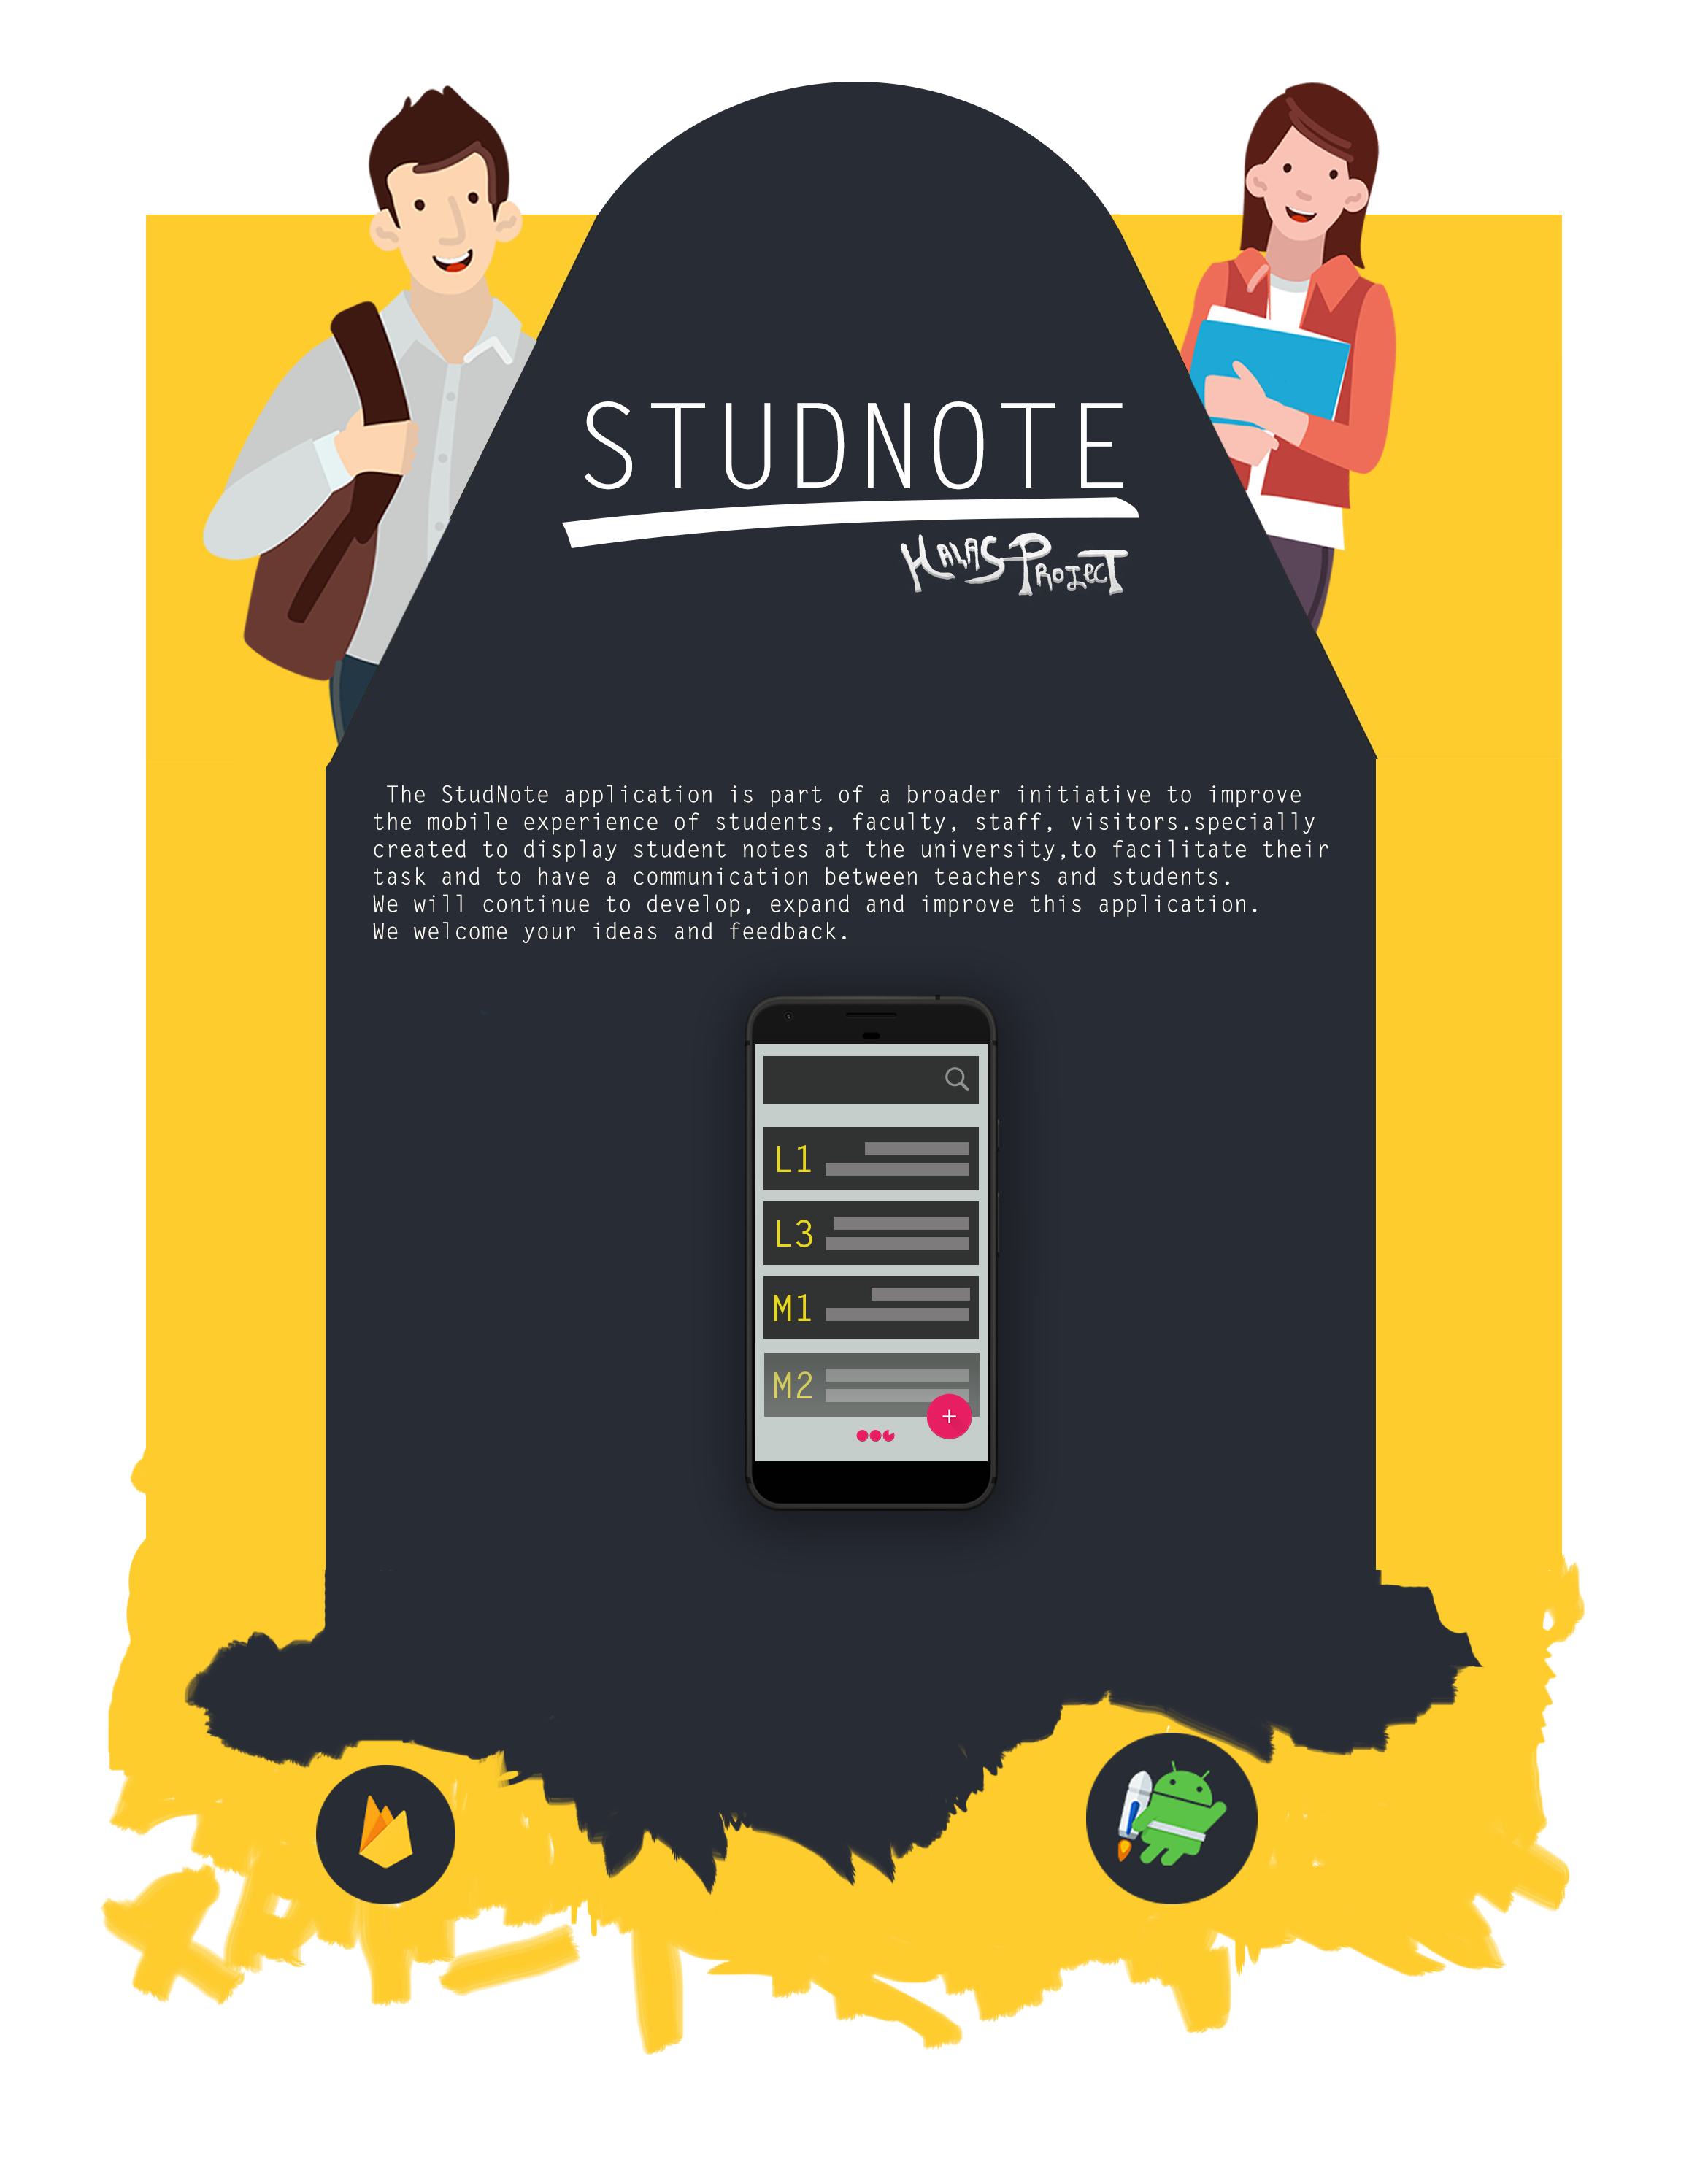 STUDNOTE
HALAS PROJECT
The StudNote application is part of a broader initiative to improve
the mobile experience of students, faculty, staff, visitors.specially
created to display student notes at the university,to facilitate their
task and to have a communication between teachers and students.
We will continue to develop, expand and improve this application.
We welcome your ideas and feedback.
L1
L3
M1
M2
+